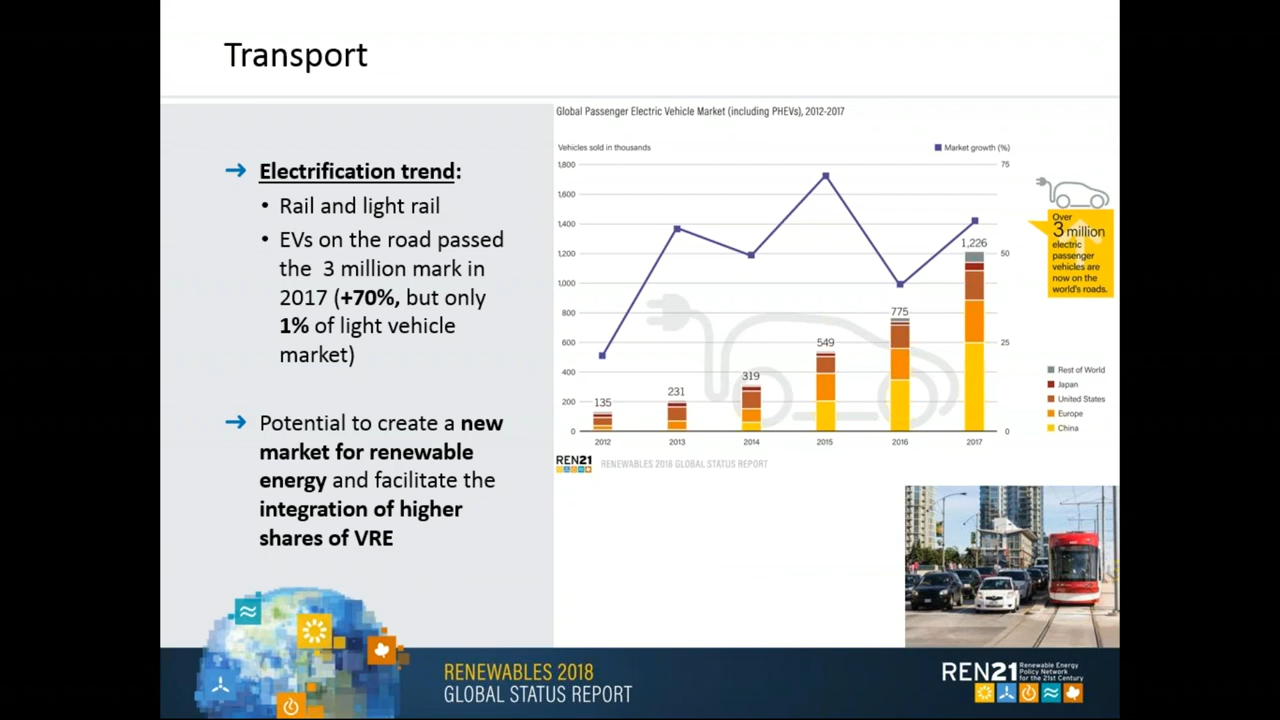 Transport
→ Electrification trend:
• Rail and light rail
• EVs on the road passed
the 3 million mark in
2017 (+70%, but only
1% of light vehicle
market)
→ Potential to create a new
market for renewable
energy and facilitate the
integration of higher
shares of VRE
Global Passenger Electric Vehicle Market (including PHEVs), 2012-2017
Vehicles sold in thousands
Market growth (%)
1,800
1,600
1,400
1,200
1,000
800
600
400
200
0
75
50
25
0
135
231
319
549
775
1,226
2012
2013
2014
2015
2016
2017
Over
3 million
electric
passenger
vehicles are
now on the
world's roads.
Rest of World
Japan
United States
Europe
China
REN21 RENEWABLES 2018 GLOBAL STATUS REPORT
RENEWABLES 2018
GLOBAL STATUS REPORT
REN21
Renewable Energy
Policy Network
for the 21st Century